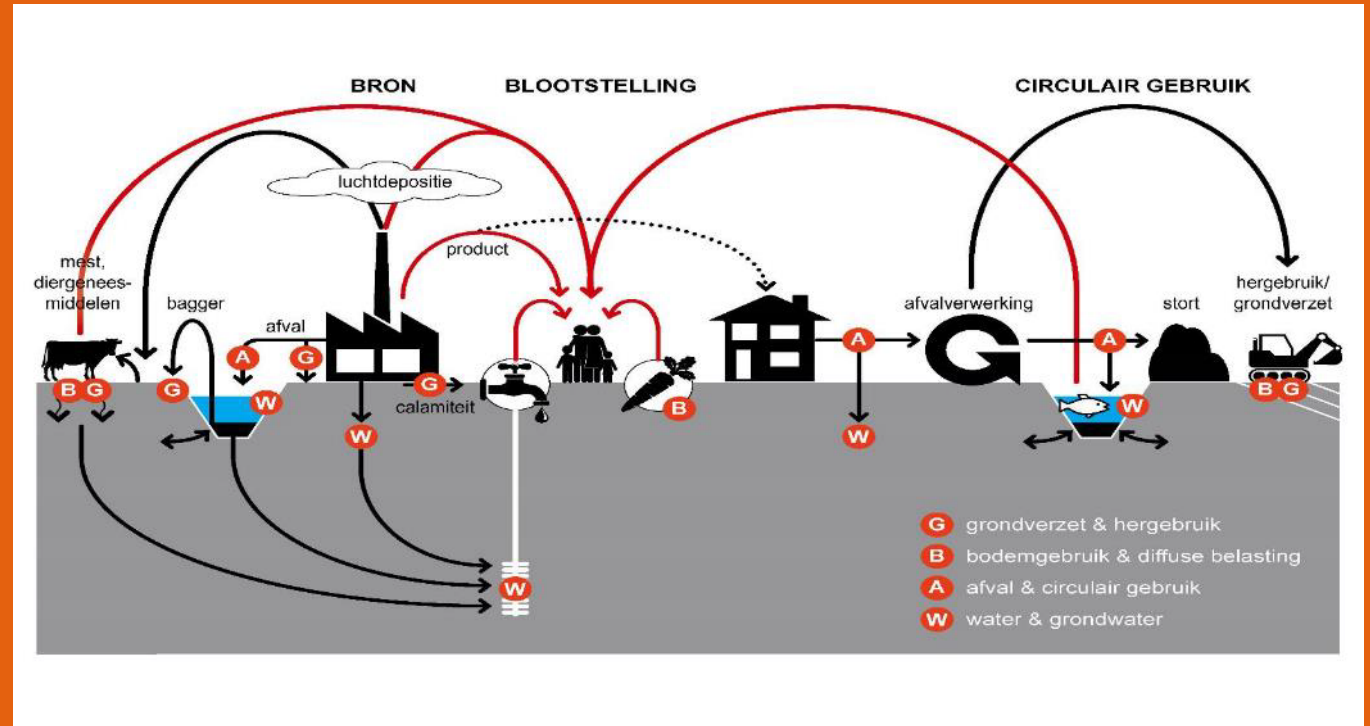 BRON
BLOOTSTELLING
CIRCULAIR GEBRUIK
luchtdepositie
product
mest,
diergenees-
middelen
bagger
afval
afvalverwerking
stort
hergebruik/
grondverzet
A
G
A
A
B G
G
W
G
calamiteit
B
W
B G
W
W
W
G grondverzet & hergebruik
B bodemgebruik & diffuse belasting
A afval & circulair gebruik
W water & grondwater